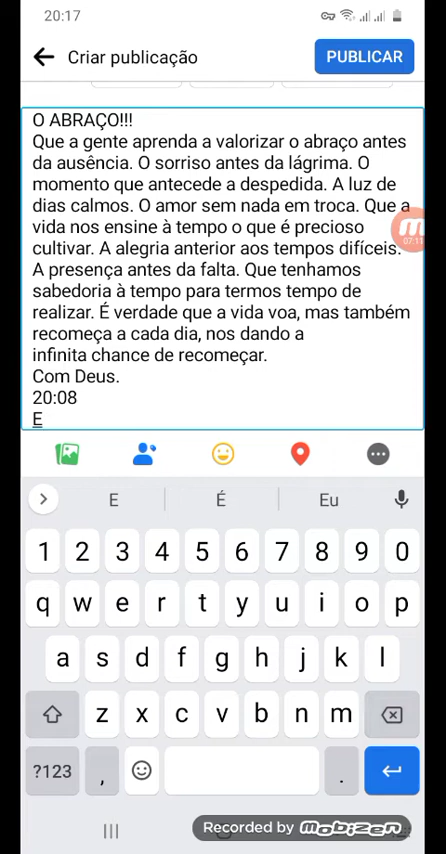 20:17
Criar publicação
PUBLICAR
O ABRAÇO!!!
Que a gente aprenda a valorizar o abraço antes
da ausência. O sorriso antes da lágrima. O
momento que antecede a despedida. A luz de
dias calmos. O amor sem nada em troca. Que a
vida nos ensine à tempo o que é precioso
cultivar. A alegria anterior aos tempos difíceis.
A presença antes da falta. Que tenhamos
sabedoria à tempo para termos tempo de
realizar. É verdade que a vida voa, mas também
recomeça a cada dia, nos dando a
infinita chance de recomeçar.
Com Deus.
20:08
E
07:11
E É Eu
1 2 3 4 5 6 7 8 9 0
q w e r t y u i o p
a s d f g h j k l
z x c v b n m
?123 , .
Recorded by mobizen